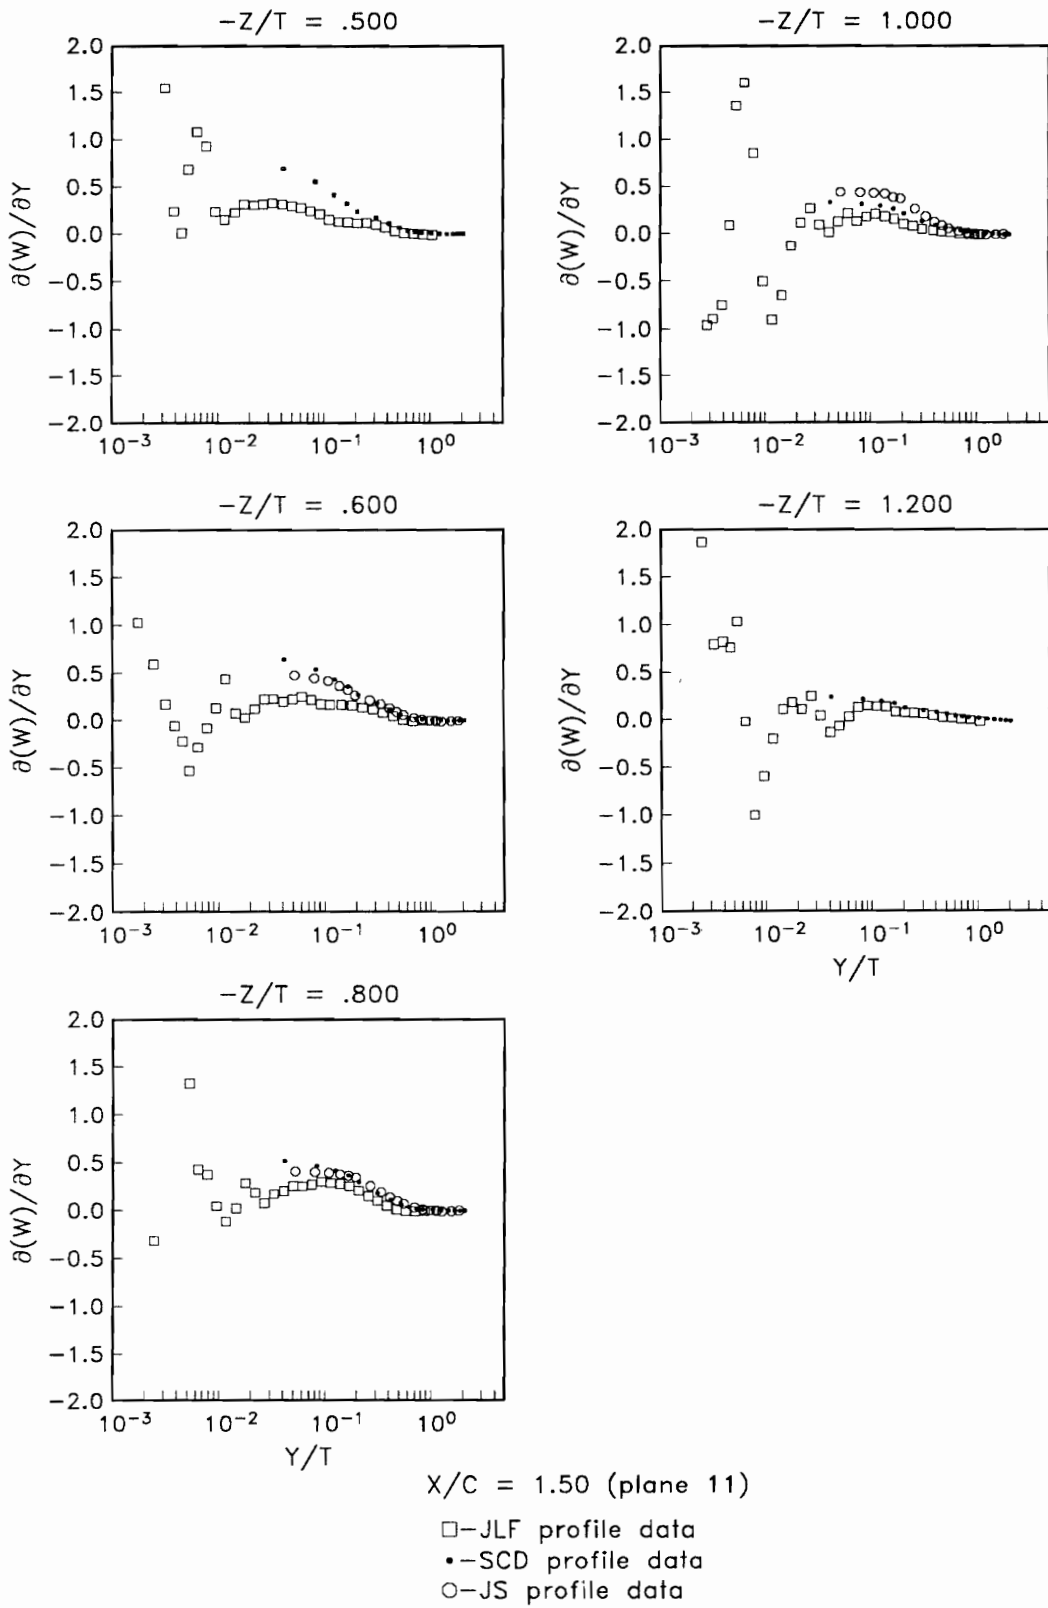 −Z/T = .500
2.0
1.5
1.0
0.5
0.0
−0.5
−1.0
−1.5
−2.0
∂(W)/∂Y
10⁻³ 10⁻² 10⁻¹ 10⁰
−Z/T = 1.000
2.0
1.5
1.0
0.5
0.0
−0.5
−1.0
−1.5
−2.0
∂(W)/∂Y
10⁻³ 10⁻² 10⁻¹ 10⁰
−Z/T = .600
2.0
1.5
1.0
0.5
0.0
−0.5
−1.0
−1.5
−2.0
∂(W)/∂Y
10⁻³ 10⁻² 10⁻¹ 10⁰
−Z/T = 1.200
2.0
1.5
1.0
0.5
0.0
−0.5
−1.0
−1.5
−2.0
∂(W)/∂Y
10⁻³ 10⁻² 10⁻¹ 10⁰
Y/T
−Z/T = .800
2.0
1.5
1.0
0.5
0.0
−0.5
−1.0
−1.5
−2.0
∂(W)/∂Y
10⁻³ 10⁻² 10⁻¹ 10⁰
Y/T
X/C = 1.50 (plane 11)
□−JLF profile data
•−SCD profile data
○−JS profile data